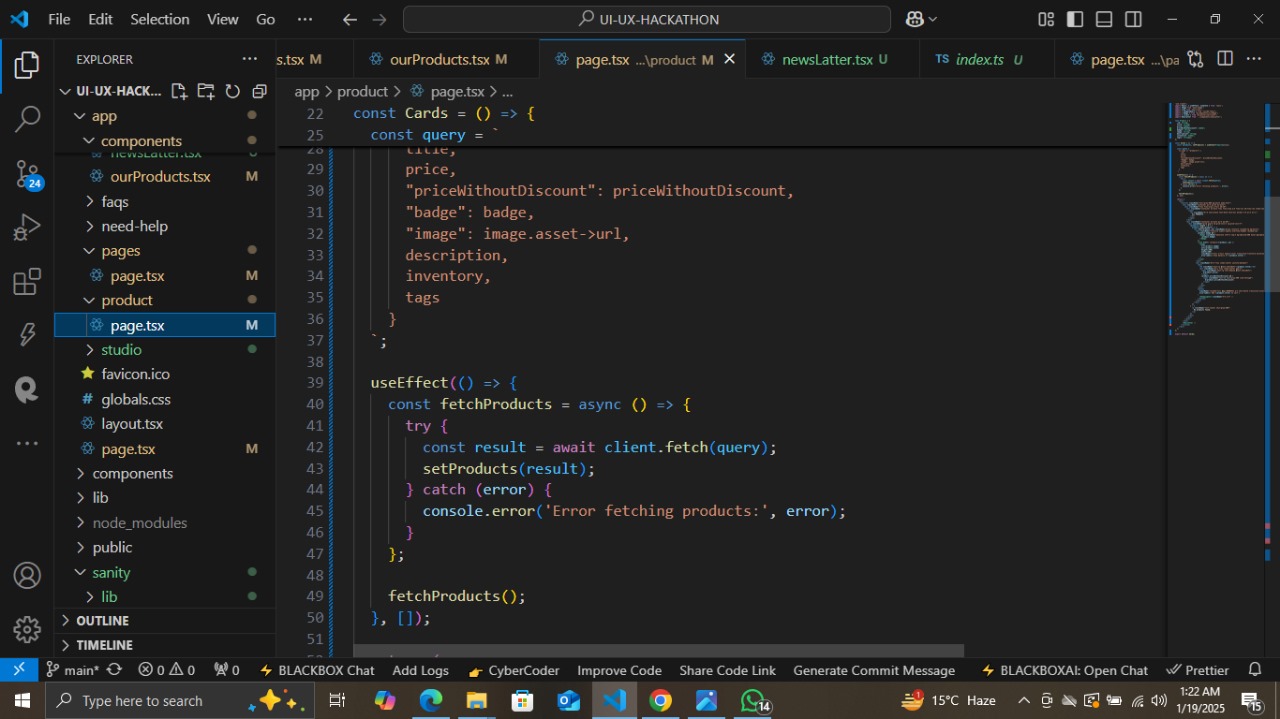 File Edit Selection View Go ··· UI-UX-HACKATHON
EXPLORER ···
UI-UX-HACK...
app
components
newsLatter.tsx U
ourProducts.tsx M
faqs
need-help
pages
page.tsx M
product
page.tsx M
studio
favicon.ico
# globals.css
layout.tsx
page.tsx M
components
lib
node_modules
public
sanity
lib
OUTLINE
TIMELINE
24
s.tsx M ourProducts.tsx M page.tsx ...\product M newsLatter.tsx U TS index.ts U page.tsx ...\pa
app > product > page.tsx > ...
22 const Cards = () => {
25 const query = `
28 title,
29 price,
30 "priceWithoutDiscount": priceWithoutDiscount,
31 "badge": badge,
32 "image": image.asset->url,
33 description,
34 inventory,
35 tags
36 }
37 `;
38
39 useEffect(() => {
40 const fetchProducts = async () => {
41 try {
42 const result = await client.fetch(query);
43 setProducts(result);
44 } catch (error) {
45 console.error('Error fetching products:', error);
46 }
47 };
48
49 fetchProducts();
50 }, []);
51
main* 0 0 0 BLACKBOX Chat Add Logs CyberCoder Improve Code Share Code Link Generate Commit Message BLACKBOXAI: Open Chat Prettier
Type here to search 14 1 15°C Haze 1:22 AM
1/19/2025 15